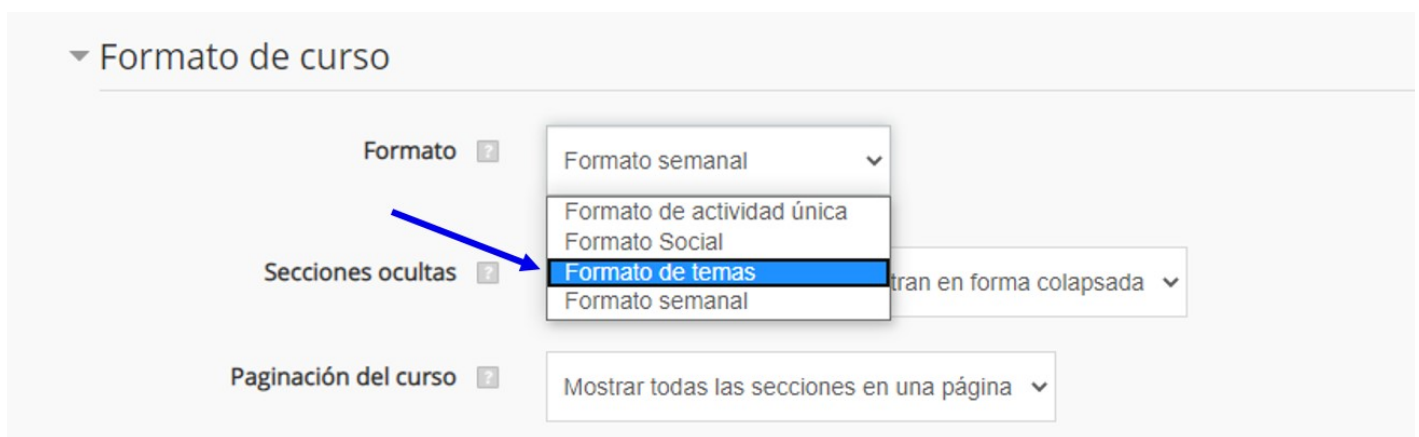 Formato de curso
Formato ?
Formato semanal
Formato de actividad única
Formato Social
Formato de temas
Formato semanal
Secciones ocultas ?
tran en forma colapsada
Paginación del curso ?
Mostrar todas las secciones en una página